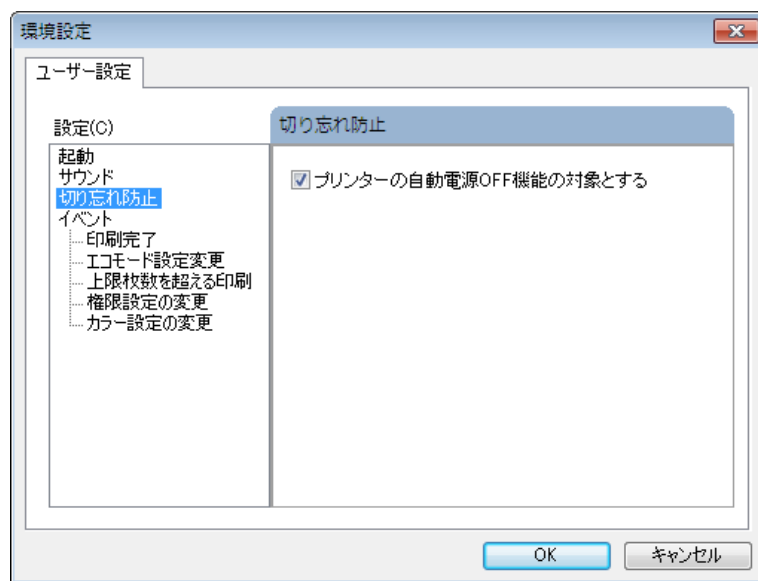 環境設定
ユーザー設定
設定(C)
起動
サウンド
切り忘れ防止
イベント
印刷完了
エコモード設定変更
上限枚数を超える印刷
権限設定の変更
カラー設定の変更
切り忘れ防止
プリンターの自動電源OFF機能の対象とする
OK
キャンセル